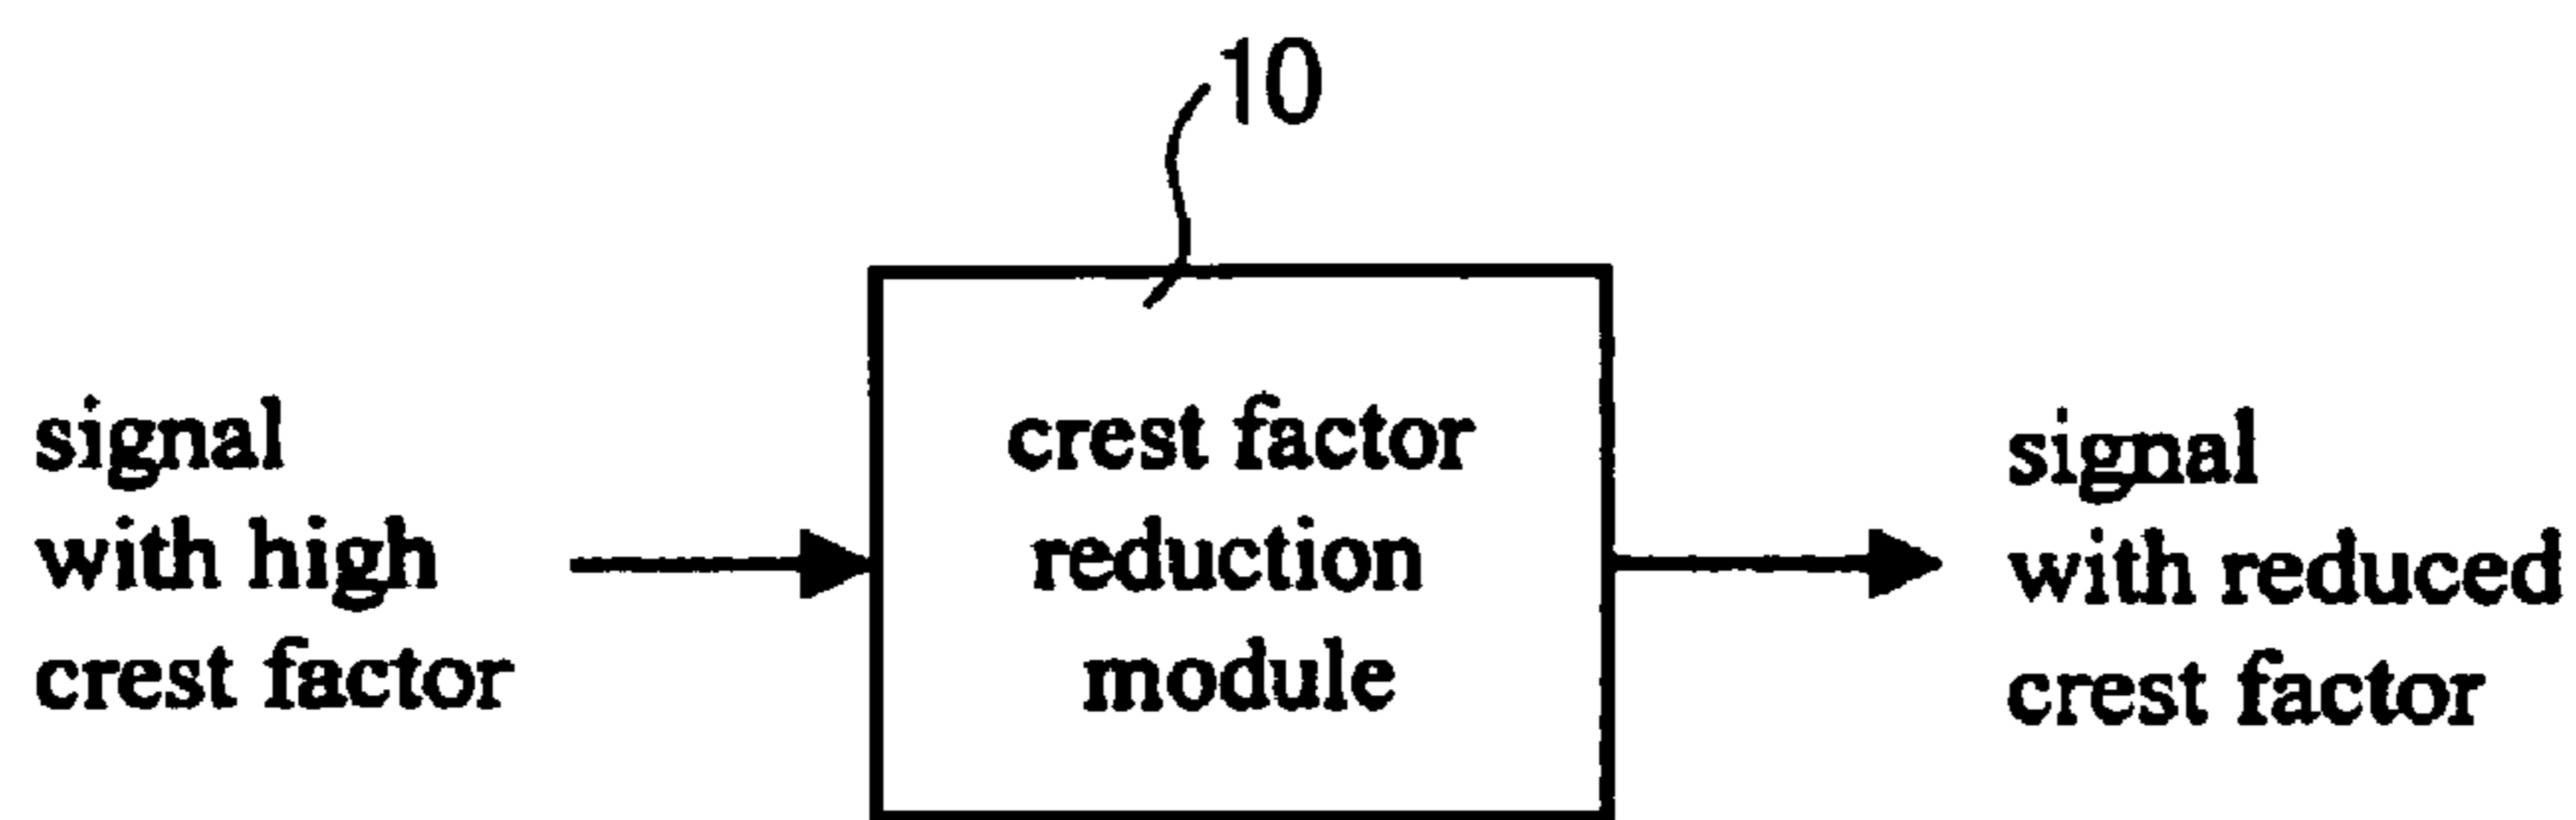 10
signal
with high
crest factor
crest factor
reduction
module
signal
with reduced
crest factor